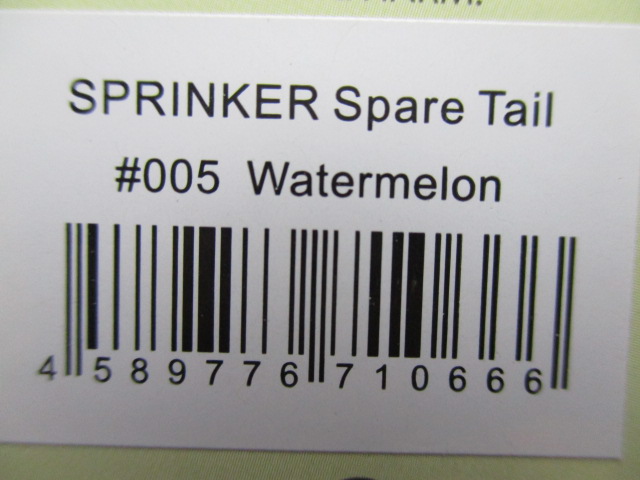 SPRINKER Spare Tail
#005 Watermelon
4 589776 710666